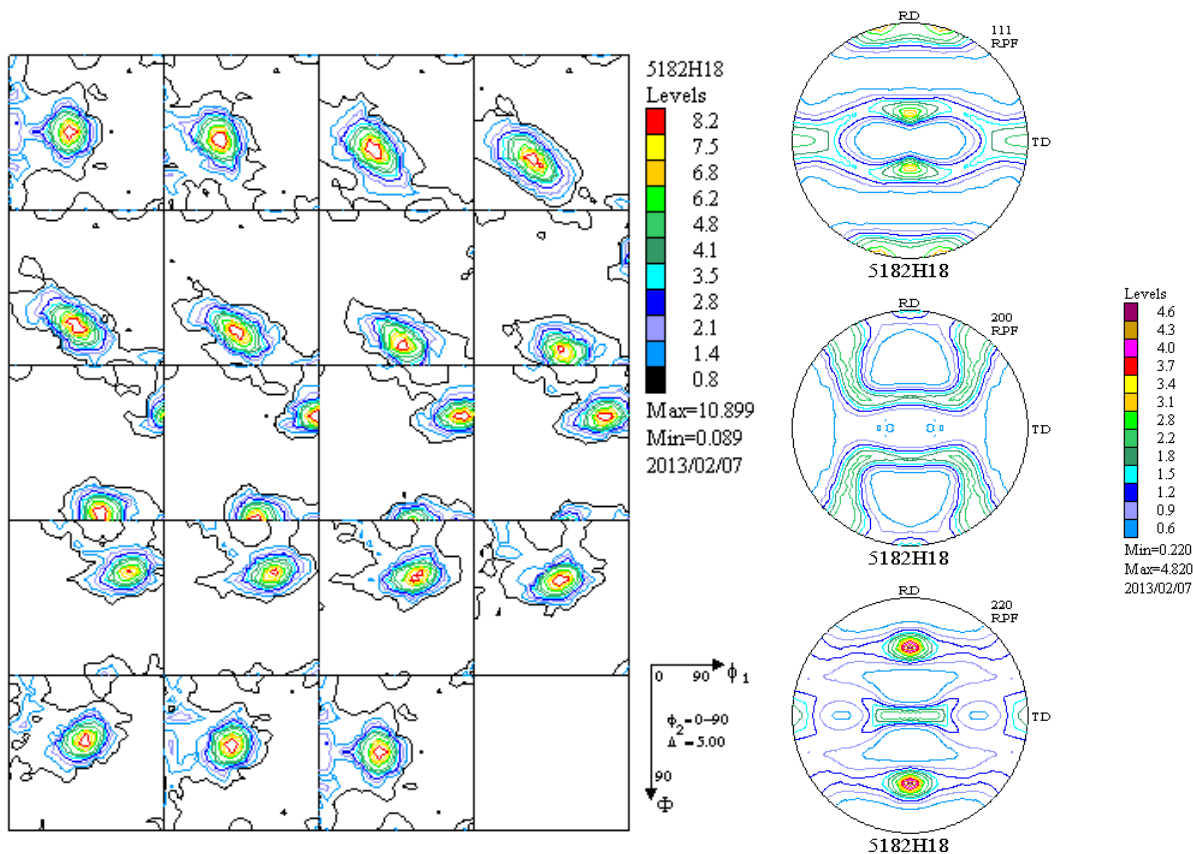 5182H18
Levels
8.2
7.5
6.8
6.2
4.8
4.1
3.5
2.8
2.1
1.4
0.8
Max=10.899
Min=0.089
2013/02/07
0 90 ϕ 1
ϕ 2=0-90
Δ =5.00
90
Φ
RD
111
RPF
TD
5182H18
RD
200
RPF
TD
5182H18
RD
220
RPF
TD
5182H18
Levels
4.6
4.3
4.0
3.7
3.4
3.1
2.8
2.2
1.8
1.5
1.2
0.9
0.6
Min=0.220
Max=4.820
2013/02/07